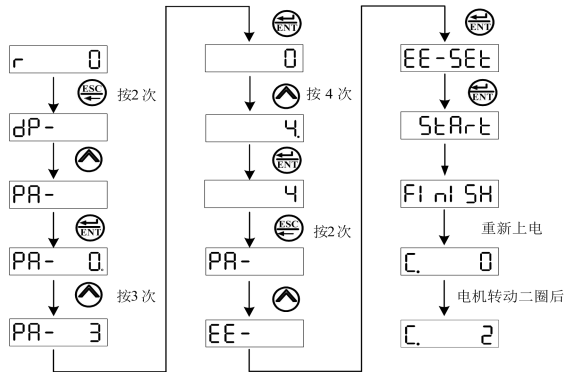 r 0
ESC 按2次
dP-
PA-
ENT
PA- 0.
按3次
PA- 3
ENT
0
按 4 次
4.
ENT
4
ESC 按2次
PA-
EE-
ENT
EE-SEt
ENT
StArt
FInISH
重新上电
C. 0
电机转动二圈后
C. 2